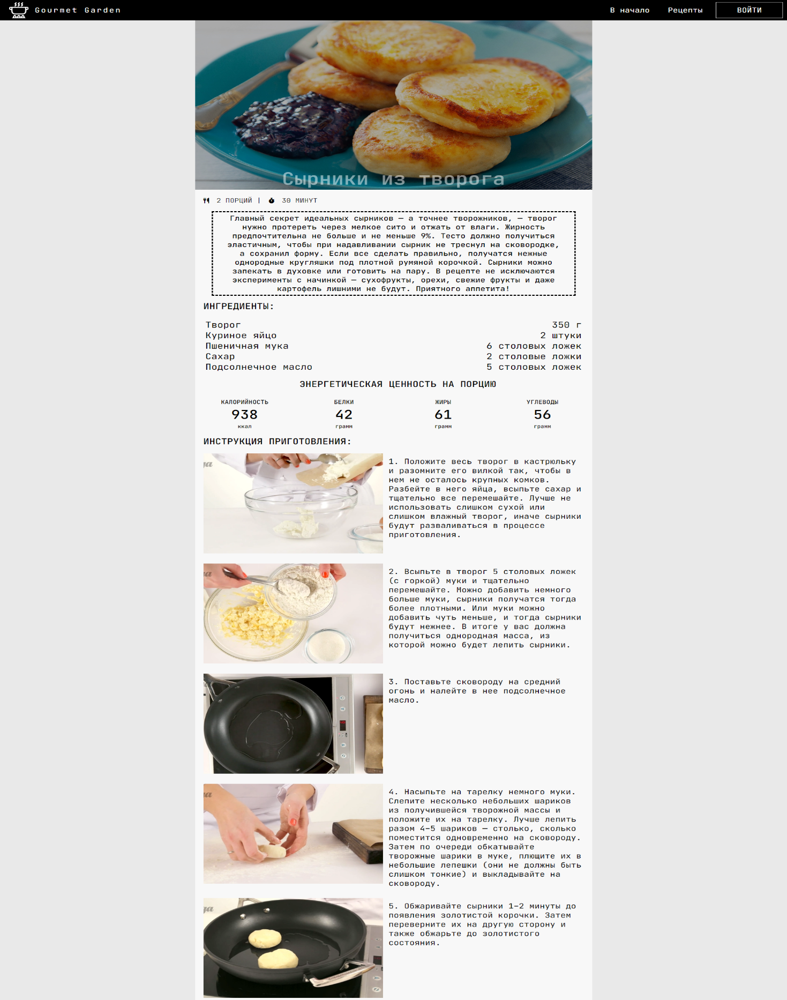 Gourmet Garden
В начало
Рецепты
ВОЙТИ
Сырники из творога
2 ПОРЦИЙ | 30 МИНУТ
Главный секрет идеальных сырников — а точнее творожников, — творог
нужно протереть через мелкое сито и отжать от влаги. Жирность
предпочтительна не больше и не меньше 9%. Тесто должно получиться
эластичным, чтобы при надавливании сырник не треснул на сковородке,
а сохранил форму. Если все сделать правильно, получатся нежные
однородные кругляшки под плотной румяной корочкой. Сырники можно
запекать в духовке или готовить на пару. В рецепте не исключаются
эксперименты с начинкой — сухофрукты, орехи, свежие фрукты и даже
картофель лишними не будут. Приятного аппетита!
ИНГРЕДИЕНТЫ:
Творог 350 г
Куриное яйцо 2 штуки
Пшеничная мука 6 столовых ложек
Сахар 2 столовые ложки
Подсолнечное масло 5 столовых ложек
ЭНЕРГЕТИЧЕСКАЯ ЦЕННОСТЬ НА ПОРЦИЮ
КАЛОРИЙНОСТЬ БЕЛКИ ЖИРЫ УГЛЕВОДЫ
938 42 61 56
ккал грамм грамм грамм
ИНСТРУКЦИЯ ПРИГОТОВЛЕНИЯ:
1. Положите весь творог в кастрюльку
и разомните его вилкой так, чтобы в
нем не осталось крупных комков.
Разбейте в него яйца, всыпьте сахар и
тщательно все перемешайте. Лучше не
использовать слишком сухой или
слишком влажный творог, иначе сырники
будут разваливаться в процессе
приготовления.
2. Всыпьте в творог 5 столовых ложек
(с горкой) муки и тщательно
перемешайте. Можно добавить немного
больше муки, сырники получатся тогда
более плотными. Или муки можно
добавить чуть меньше, и тогда сырники
будут нежнее. В итоге у вас должна
получиться однородная масса, из
которой можно будет лепить сырники.
3. Поставьте сковороду на средний
огонь и налейте в нее подсолнечное
масло.
4. Насыпьте на тарелку немного муки.
Слепите несколько небольших шариков
из получившейся творожной массы и
положите их на тарелку. Лучше лепить
разом 4–5 шариков — столько, сколько
поместится одновременно на сковороду.
Затем по очереди обкатывайте
творожные шарики в муке, плющите их в
небольшие лепешки (они не должны быть
слишком тонкие) и выкладывайте на
сковороду.
5. Обжаривайте сырники 1–2 минуты до
появления золотистой корочки. Затем
переверните их на другую сторону и
также обжарьте до золотистого
состояния.